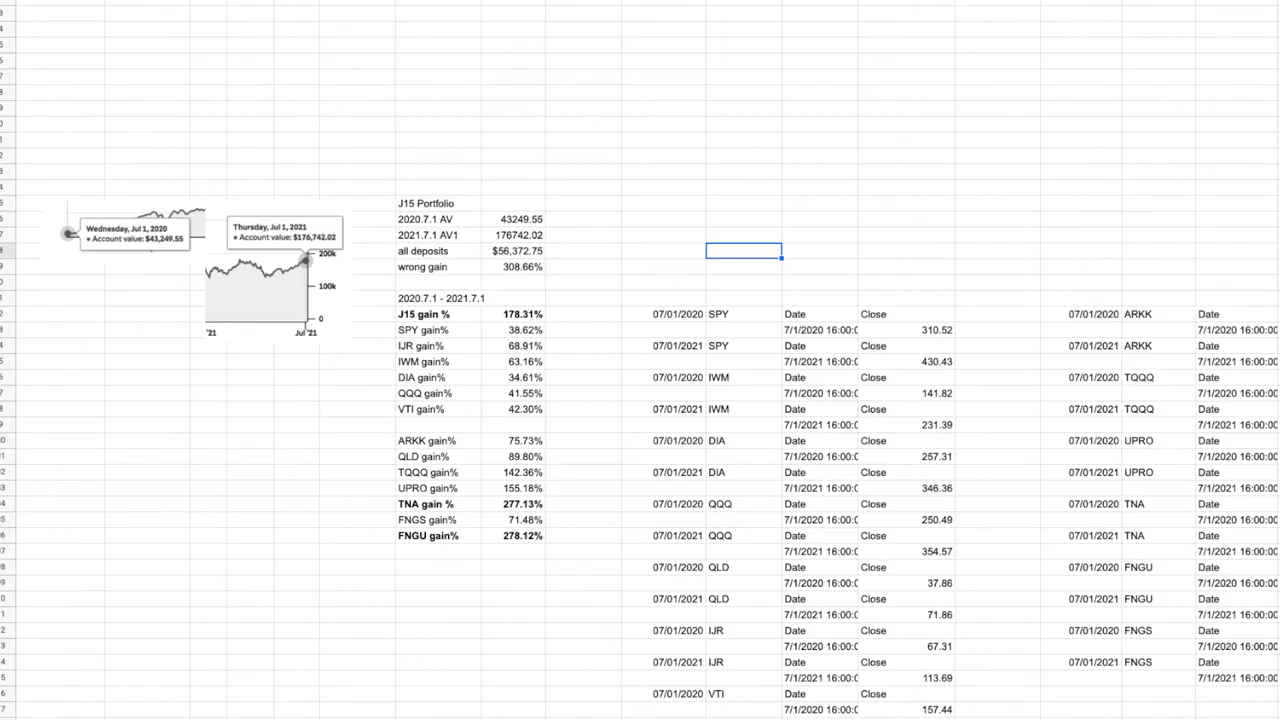 Wednesday, Jul 1, 2020
• Account value: $43,249.55
Thursday, Jul 1, 2021
• Account value: $176,742.02
200k
100k
0
'21
Jul '21
J15 Portfolio
2020.7.1 AV 43249.55
2021.7.1 AV1 176742.02
all deposits $56,372.75
wrong gain 308.66%
2020.7.1 - 2021.7.1
J15 gain % 178.31%
SPY gain% 38.62%
IJR gain% 68.91%
IWM gain% 63.16%
DIA gain% 34.61%
QQQ gain% 41.55%
VTI gain% 42.30%
ARKK gain% 75.73%
QLD gain% 89.80%
TQQQ gain% 142.36%
UPRO gain% 155.18%
TNA gain % 277.13%
FNGS gain% 71.48%
FNGU gain% 278.12%
07/01/2020 SPY Date Close
7/1/2020 16:00:0 310.52
07/01/2021 SPY Date Close
7/1/2021 16:00:0 430.43
07/01/2020 IWM Date Close
7/1/2020 16:00:0 141.82
07/01/2021 IWM Date Close
7/1/2021 16:00:0 231.39
07/01/2020 DIA Date Close
7/1/2020 16:00:0 257.31
07/01/2021 DIA Date Close
7/1/2021 16:00:0 346.36
07/01/2020 QQQ Date Close
7/1/2020 16:00:0 250.49
07/01/2021 QQQ Date Close
7/1/2021 16:00:0 354.57
07/01/2020 QLD Date Close
7/1/2020 16:00:0 37.86
07/01/2021 QLD Date Close
7/1/2021 16:00:0 71.86
07/01/2020 IJR Date Close
7/1/2020 16:00:0 67.31
07/01/2021 IJR Date Close
7/1/2021 16:00:0 113.69
07/01/2020 VTI Date Close
7/1/2020 16:00:0 157.44
07/01/2020 ARKK Date
7/1/2020 16:00:00
07/01/2021 ARKK Date
7/1/2021 16:00:00
07/01/2020 TQQQ Date
7/1/2020 16:00:00
07/01/2021 TQQQ Date
7/1/2021 16:00:00
07/01/2020 UPRO Date
7/1/2020 16:00:00
07/01/2021 UPRO Date
7/1/2021 16:00:00
07/01/2020 TNA Date
7/1/2020 16:00:00
07/01/2021 TNA Date
7/1/2021 16:00:00
07/01/2020 FNGU Date
7/1/2020 16:00:00
07/01/2021 FNGU Date
7/1/2021 16:00:00
07/01/2020 FNGS Date
7/1/2020 16:00:00
07/01/2021 FNGS Date
7/1/2021 16:00:00